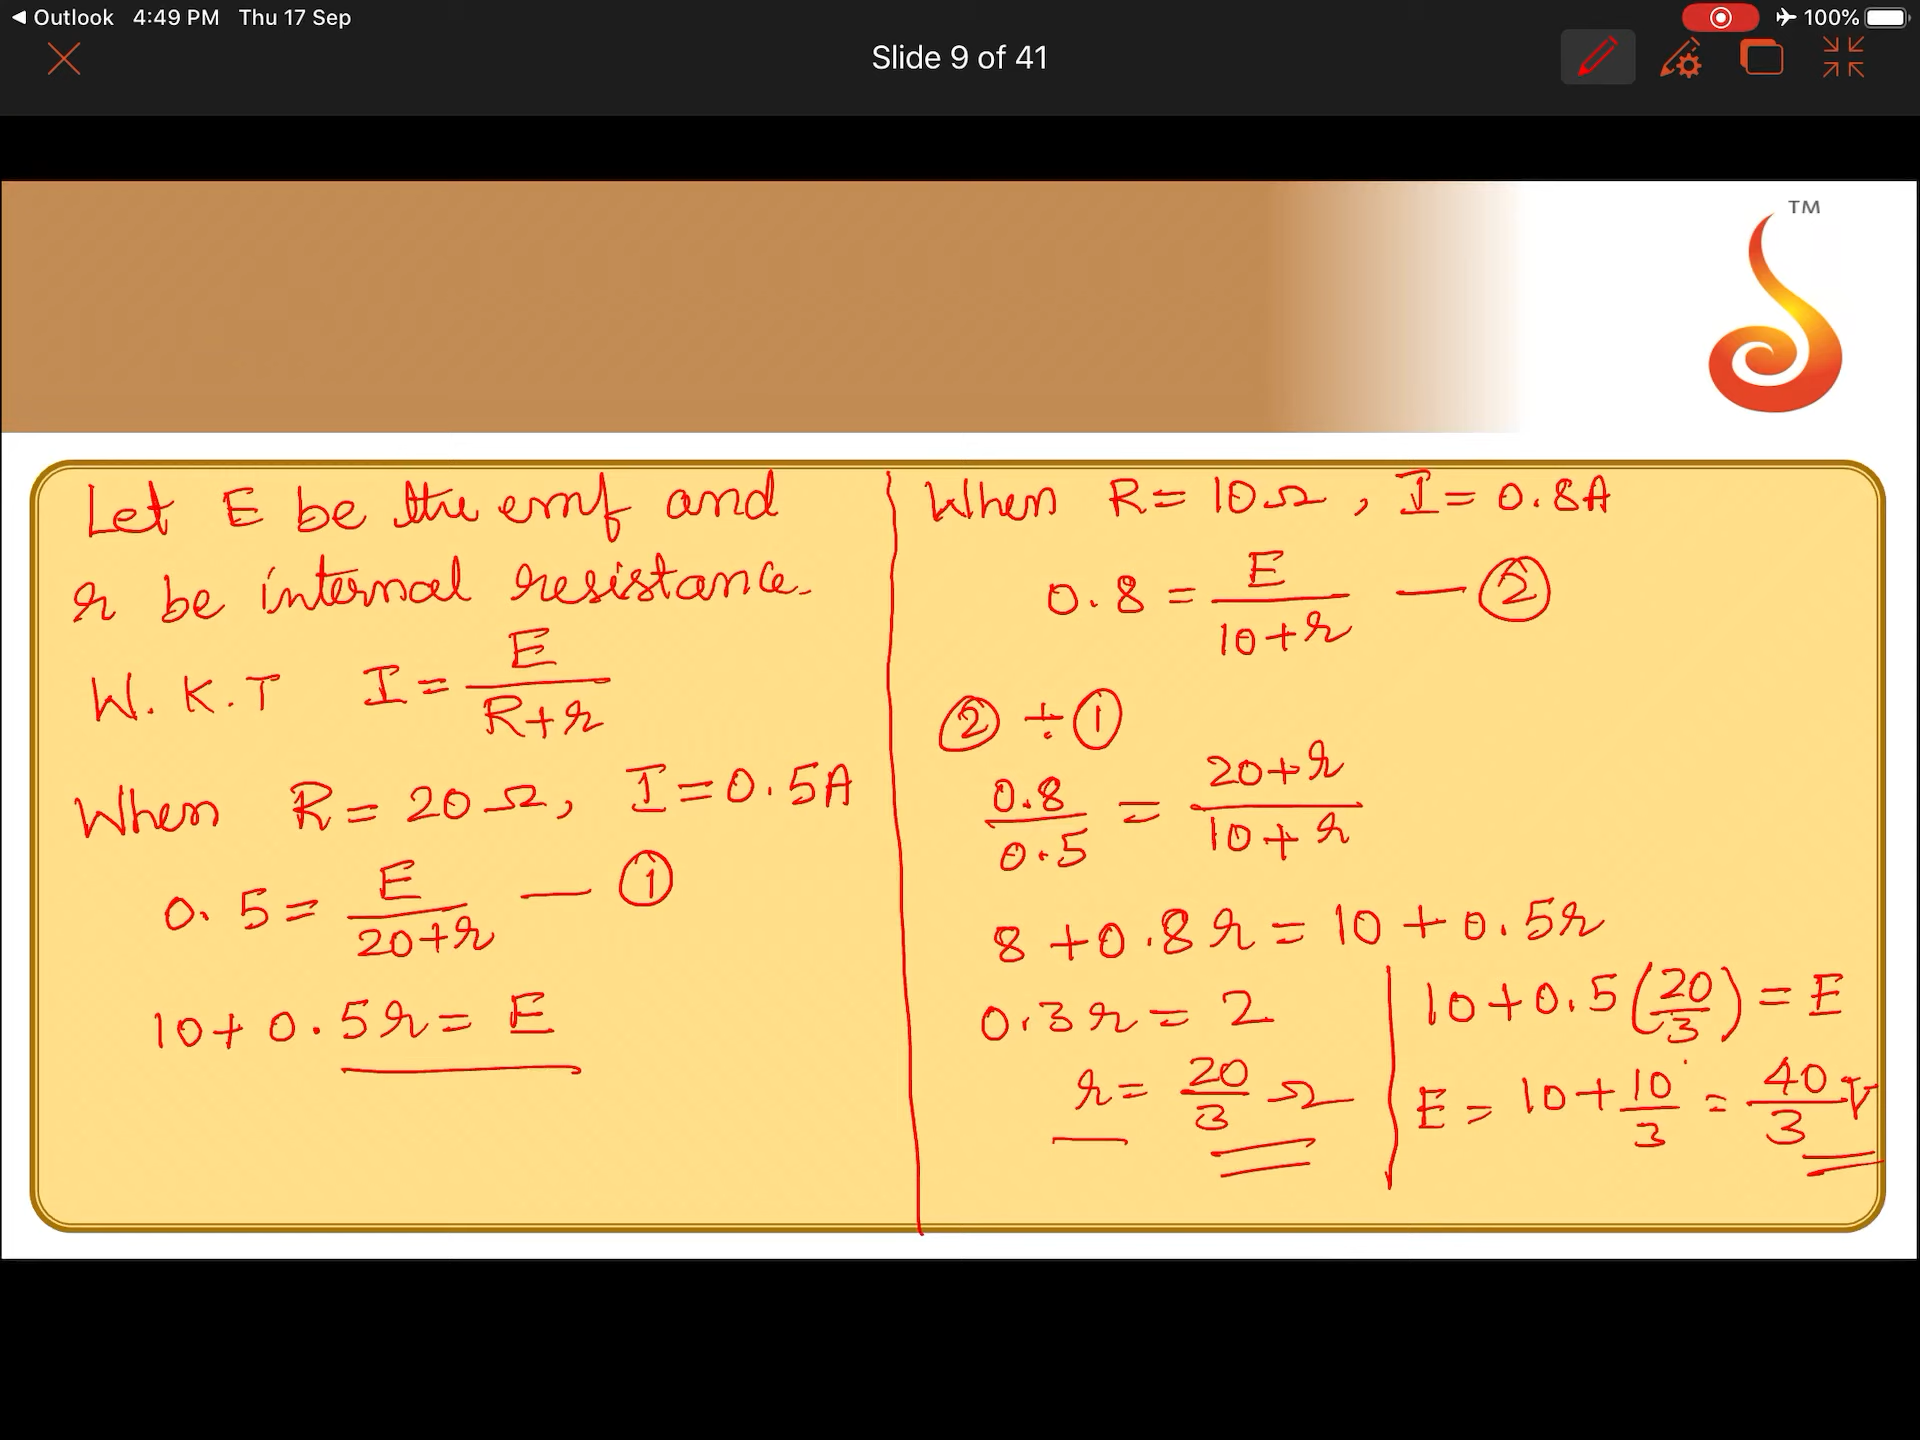 Outlook 4:49 PM Thu 17 Sep
100%
Slide 9 of 41
TM
Let E be the emf and
r be internal resistance.
W.K.T I = E/(R+r)
When R = 20Ω, I = 0.5A
0.5 = E/(20+r) — ①
10 + 0.5r = E
When R = 10Ω, I = 0.8A
0.8 = E/(10+r) — ②
② ÷ ①
0.8/0.5 = (20+r)/(10+r)
8 + 0.8r = 10 + 0.5r
0.3r = 2
r = 20/3 Ω
10 + 0.5(20/3) = E
E = 10 + 10/3 = 40/3 V